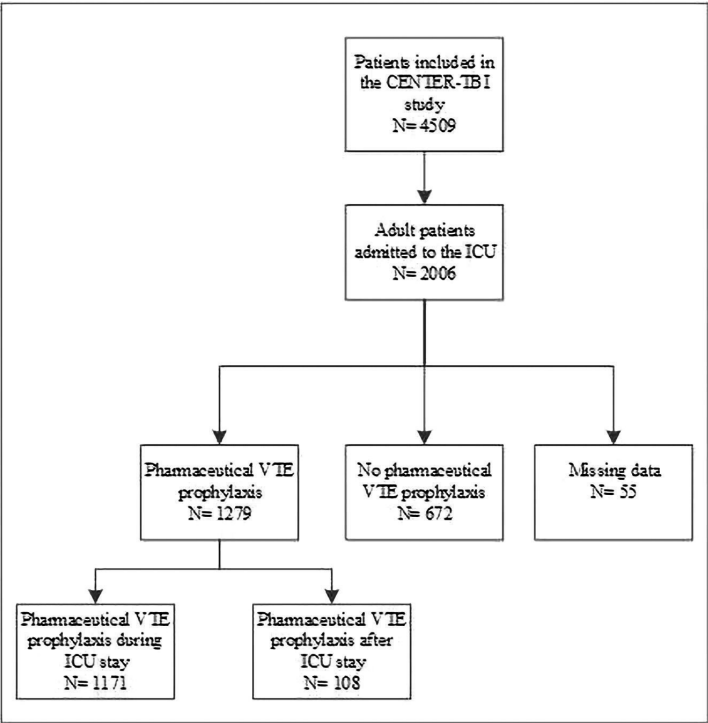 Patients included in
the CENTER-TBI
study
N= 4509
Adult patients
admitted to the ICU
N= 2006
Pharmaceutical VTE
prophylaxis
N= 1279
No pharmaceutical
VTE prophylaxis
N= 672
Missing data
N= 55
Pharmaceutical VTE
prophylaxis during
ICU stay
N= 1171
Pharmaceutical VTE
prophylaxis after
ICU stay
N= 108